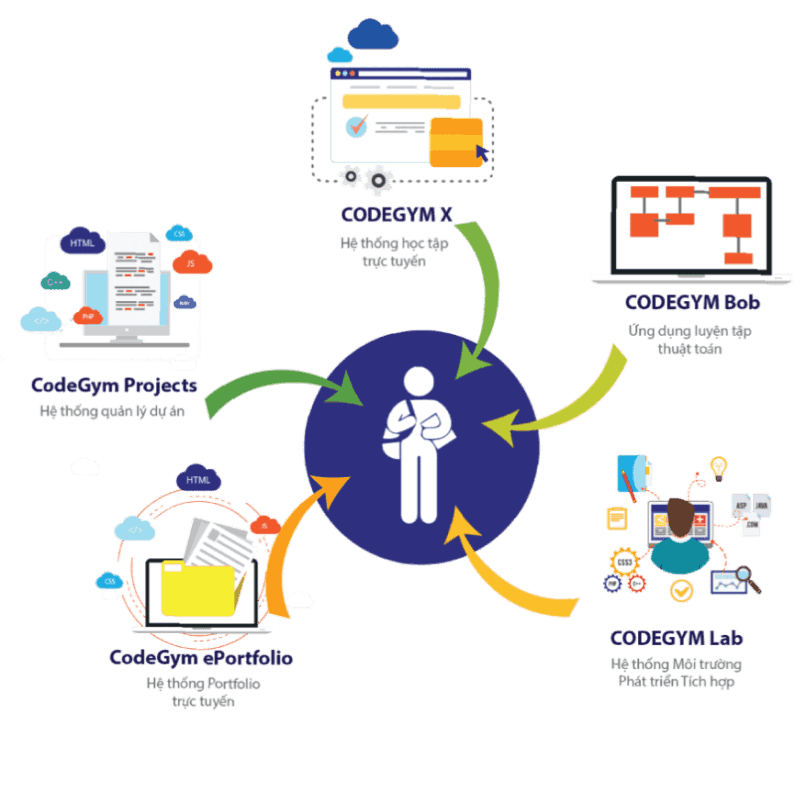 CODEGYM X
Hệ thống học tập
trực tuyến
CODEGYM Bob
Ứng dụng luyện tập
thuật toán
HTML
CSS
JS
C++
</>
PHP
RUBY
CodeGym Projects
Hệ thống quản lý dự án
HTML
</>
JS
CSS
CodeGym ePortfolio
Hệ thống Portfolio
trực tuyến
ASP
JAVA
.COM
CSS3
PHP
C++
CODEGYM Lab
Hệ thống Môi trường
Phát triển Tích hợp